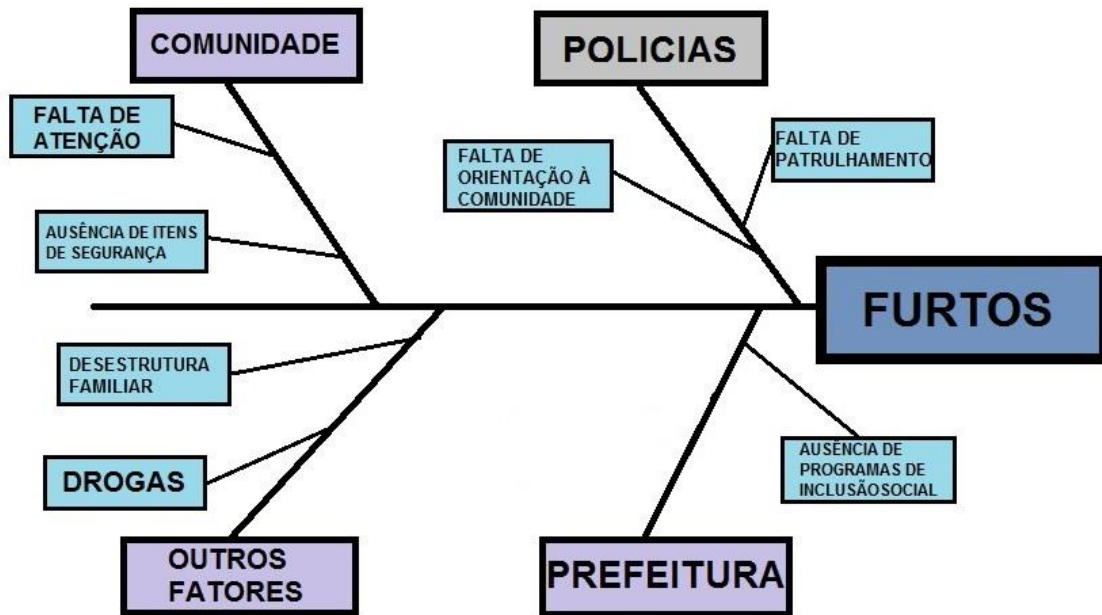 COMUNIDADE
POLICIAS
FALTA DE
ATENÇÃO
FALTA DE
ORIENTAÇÃO À
COMUNIDADE
FALTA DE
PATRULHAMENTO
AUSÊNCIA DE ITENS
DE SEGURANÇA
FURTOS
DESESTRUTURA
FAMILIAR
DROGAS
AUSÊNCIA DE
PROGRAMAS DE
INCLUSÃOSOCIAL
OUTROS
FATORES
PREFEITURA